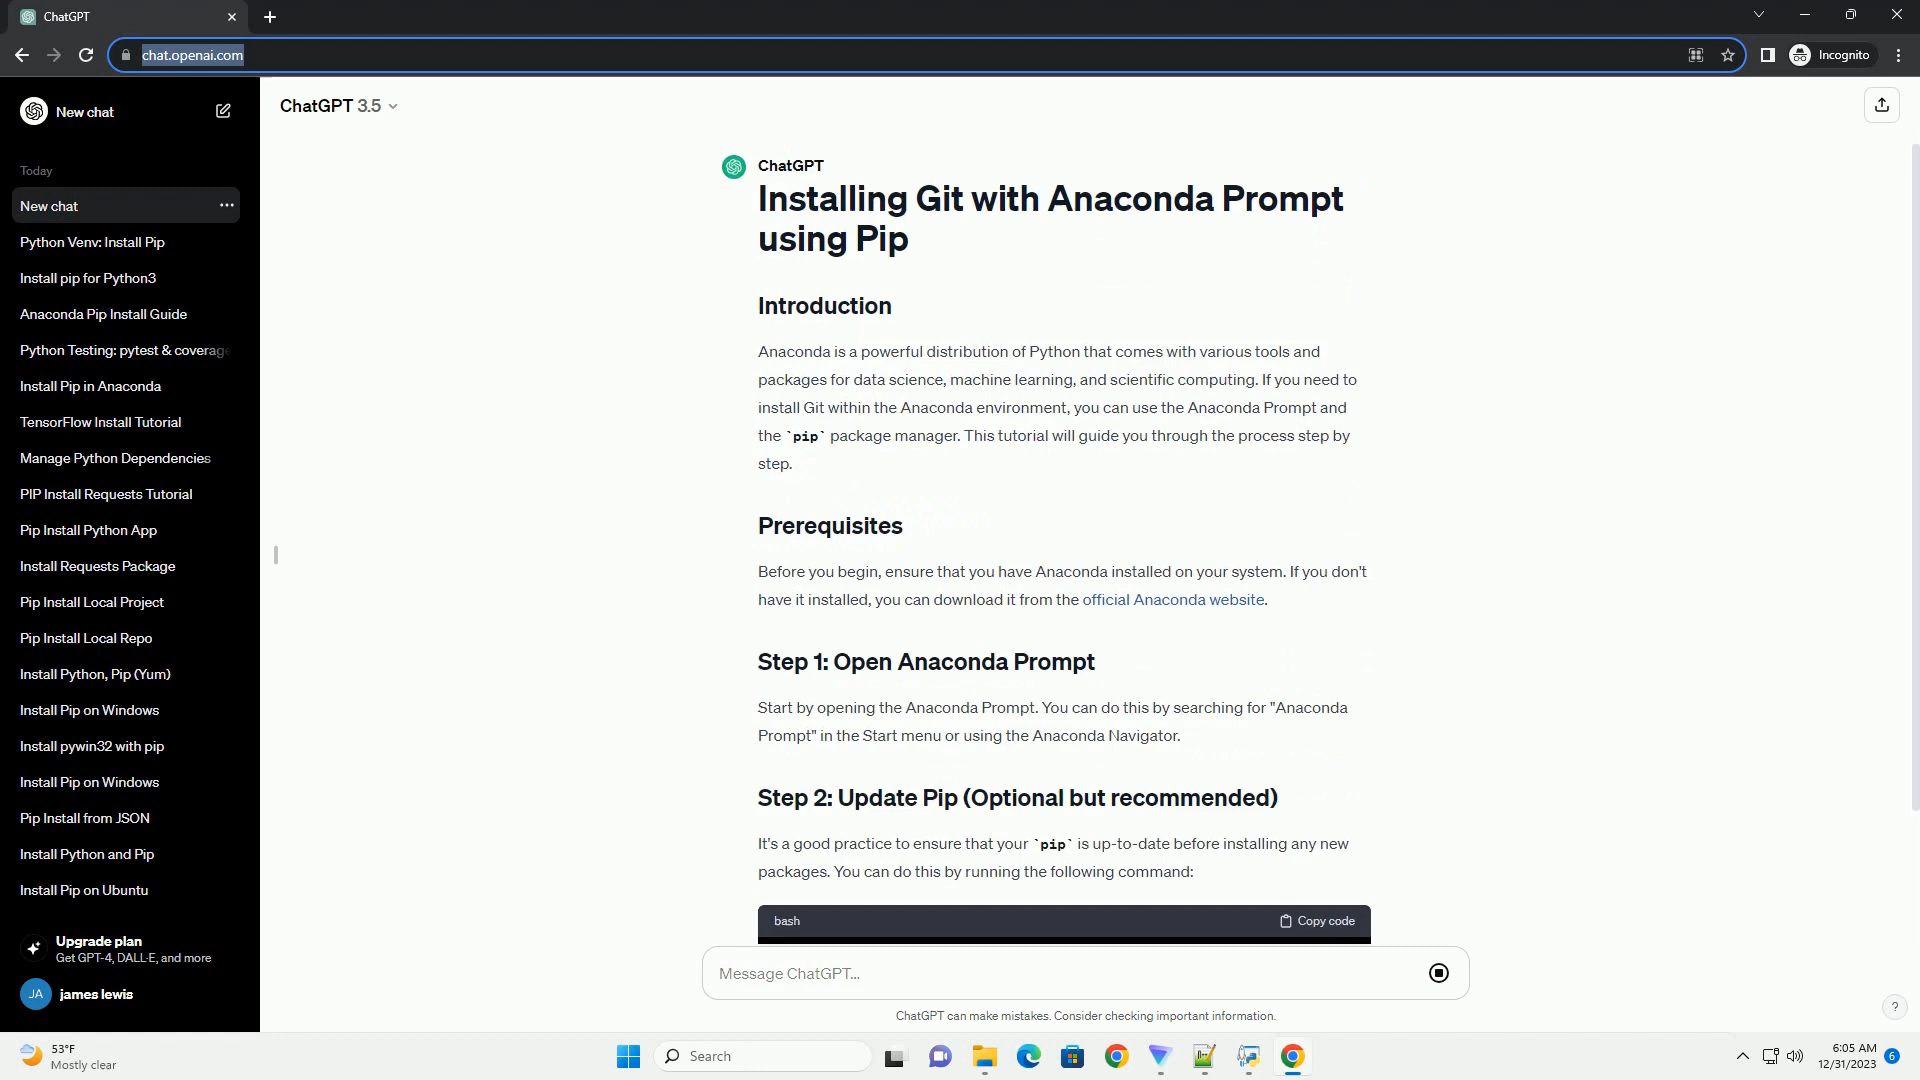 ChatGPT
chat.openai.com
Incognito
New chat
Today
New chat
Python Venv: Install Pip
Install pip for Python3
Anaconda Pip Install Guide
Python Testing: pytest & coverage
Install Pip in Anaconda
TensorFlow Install Tutorial
Manage Python Dependencies
PIP Install Requests Tutorial
Pip Install Python App
Install Requests Package
Pip Install Local Project
Pip Install Local Repo
Install Python, Pip (Yum)
Install Pip on Windows
Install pywin32 with pip
Install Pip on Windows
Pip Install from JSON
Install Python and Pip
Install Pip on Ubuntu
Upgrade plan
Get GPT-4, DALL·E, and more
JA
james lewis
ChatGPT 3.5
ChatGPT
Installing Git with Anaconda Prompt
using Pip
Introduction
Anaconda is a powerful distribution of Python that comes with various tools and
packages for data science, machine learning, and scientific computing. If you need to
install Git within the Anaconda environment, you can use the Anaconda Prompt and
the `pip` package manager. This tutorial will guide you through the process step by
step.
Prerequisites
Before you begin, ensure that you have Anaconda installed on your system. If you don't
have it installed, you can download it from the official Anaconda website.
Step 1: Open Anaconda Prompt
Start by opening the Anaconda Prompt. You can do this by searching for "Anaconda
Prompt" in the Start menu or using the Anaconda Navigator.
Step 2: Update Pip (Optional but recommended)
It's a good practice to ensure that your `pip` is up-to-date before installing any new
packages. You can do this by running the following command:
bash
Copy code
Message ChatGPT...
ChatGPT can make mistakes. Consider checking important information.
?
53°F
Mostly clear
Search
6:05 AM
12/31/2023
6